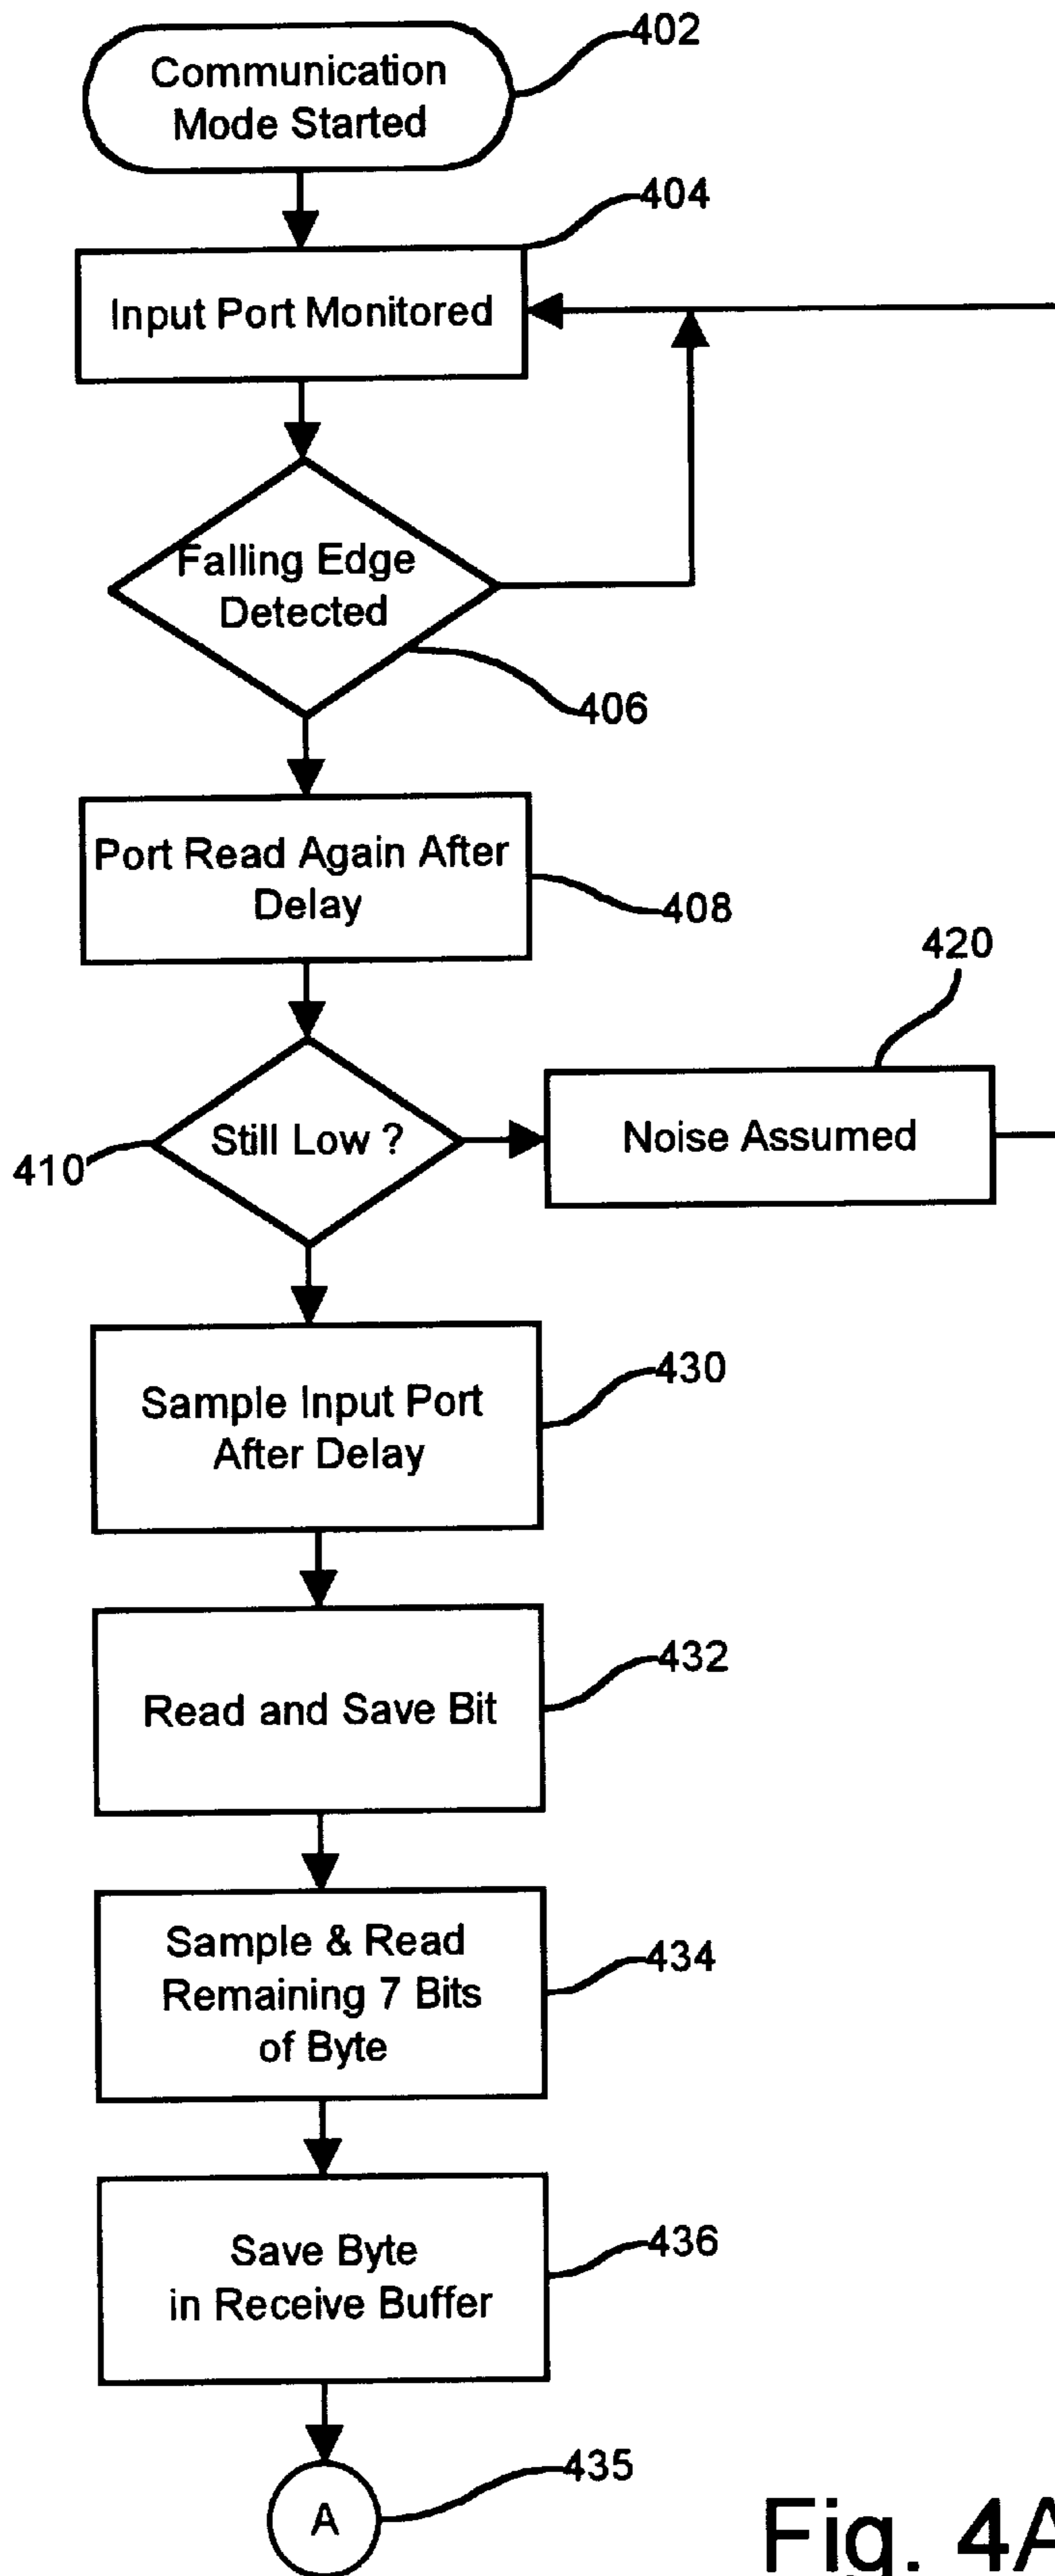 402
Communication
Mode Started
404
Input Port Monitored
Falling Edge
Detected
406
Port Read Again After
Delay
408
420
Still Low ?
410
Noise Assumed
430
Sample Input Port
After Delay
432
Read and Save Bit
434
Sample & Read
Remaining 7 Bits
of Byte
436
Save Byte
in Receive Buffer
435
A
Fig. 4A